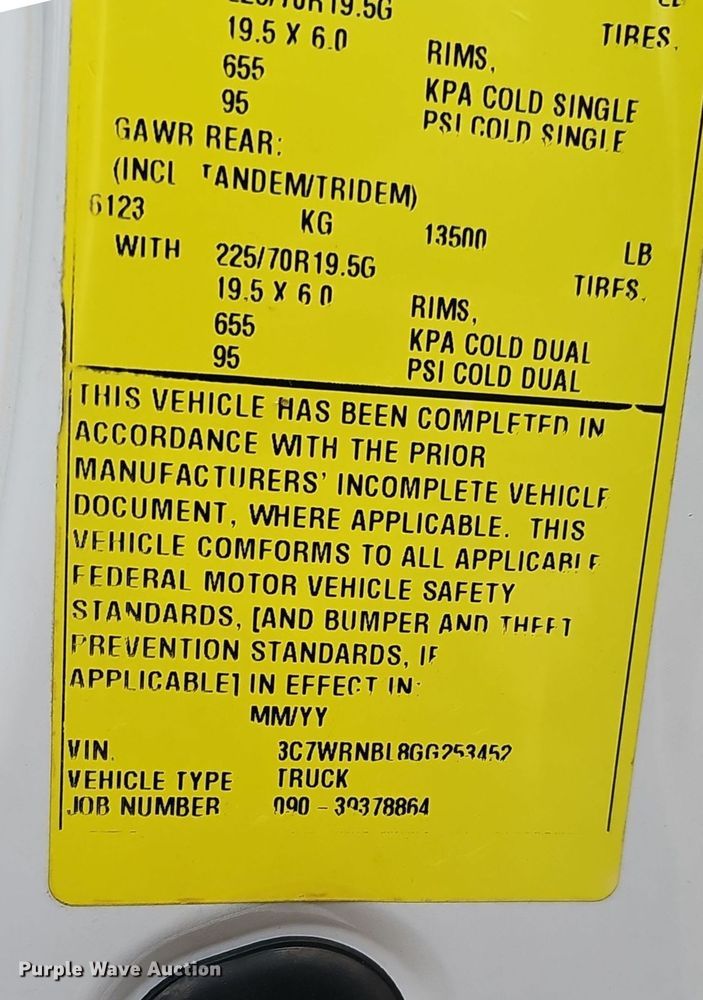 225/70R19.5G
TIRES,
19.5 X 6.0 RIMS,
655 KPA COLD SINGLE
95 PSI COLD SINGLE
GAWR REAR:
(INCL TANDEM/TRIDEM)
6123 KG 13500 LB
WITH 225/70R19.5G TIRES,
19.5 X 6.0 RIMS,
655 KPA COLD DUAL
95 PSI COLD DUAL
THIS VEHICLE HAS BEEN COMPLETED IN
ACCORDANCE WITH THE PRIOR
MANUFACTURERS' INCOMPLETE VEHICLE
DOCUMENT, WHERE APPLICABLE. THIS
VEHICLE COMFORMS TO ALL APPLICABLE
FEDERAL MOTOR VEHICLE SAFETY
STANDARDS, [AND BUMPER AND THEFT
PREVENTION STANDARDS, IF
APPLICABLE] IN EFFECT IN:
MM/YY
VIN. 3C7WRNBL8GG253452
VEHICLE TYPE TRUCK
JOB NUMBER 090 - 39378864
Purple Wave Auction